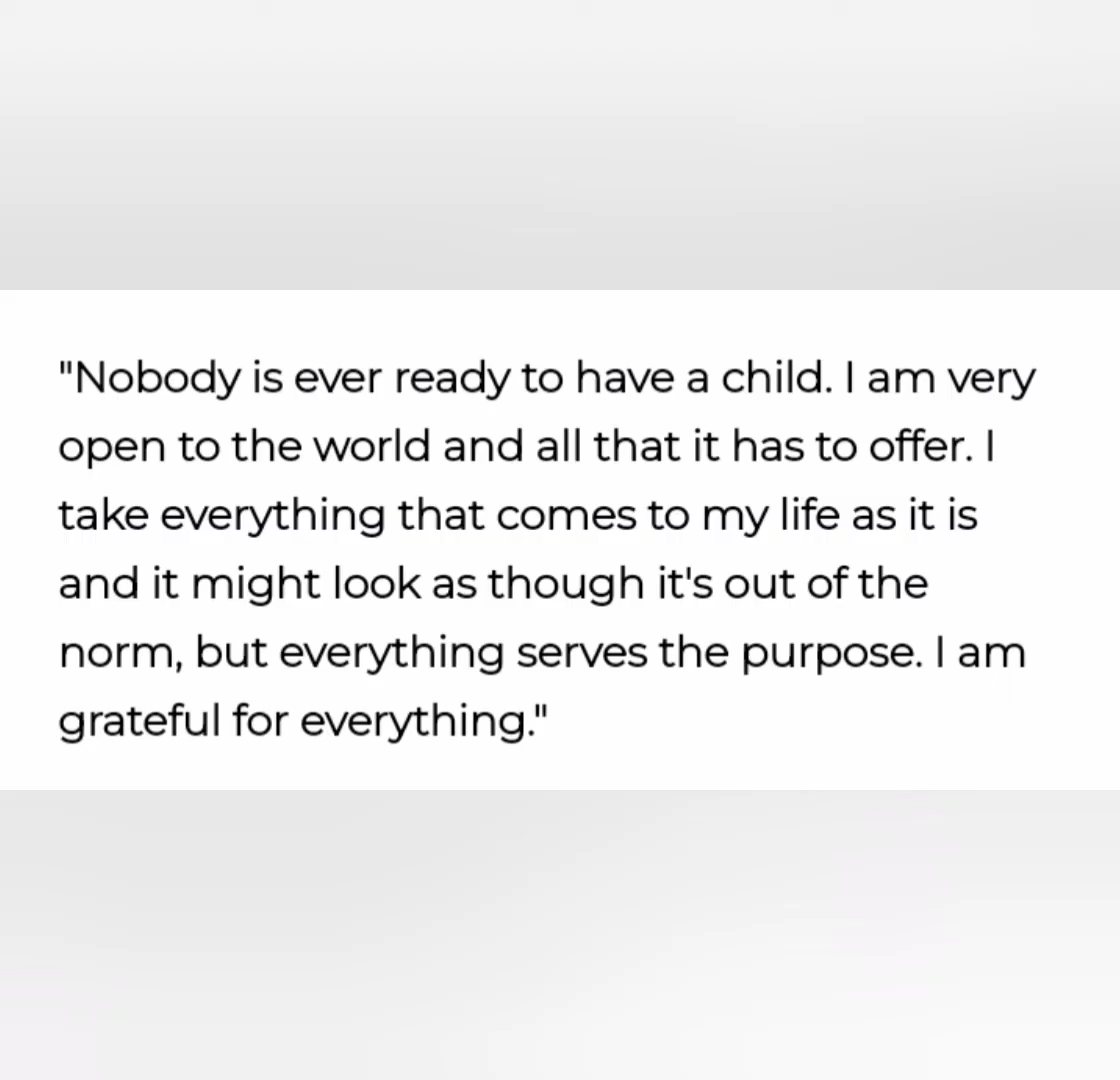 "Nobody is ever ready to have a child. I am very
open to the world and all that it has to offer. I
take everything that comes to my life as it is
and it might look as though it's out of the
norm, but everything serves the purpose. I am
grateful for everything."